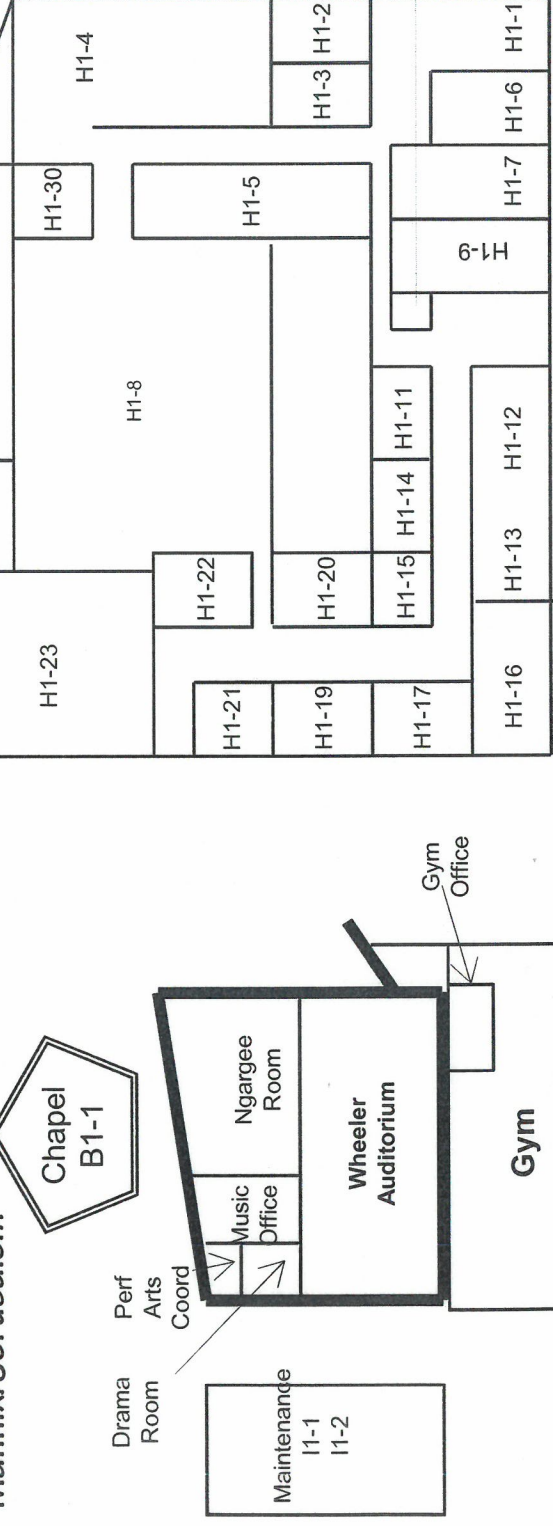 H1-4
H1-2
H1-3
H1-1
H1-6
H1-30
H1-5
H1-7
H1-9
H1-8
H1-11
H1-12
H1-14
H1-13
H1-22
H1-20
H1-15
H1-23
H1-21
H1-19
H1-17
H1-16
Gym
Office
Chapel
B1-1
Ngargee
Room
Music
Office
Wheeler
Auditorium
Gym
Perf
Arts
Coord
Drama
Room
Maintenance
I1-1
I1-2